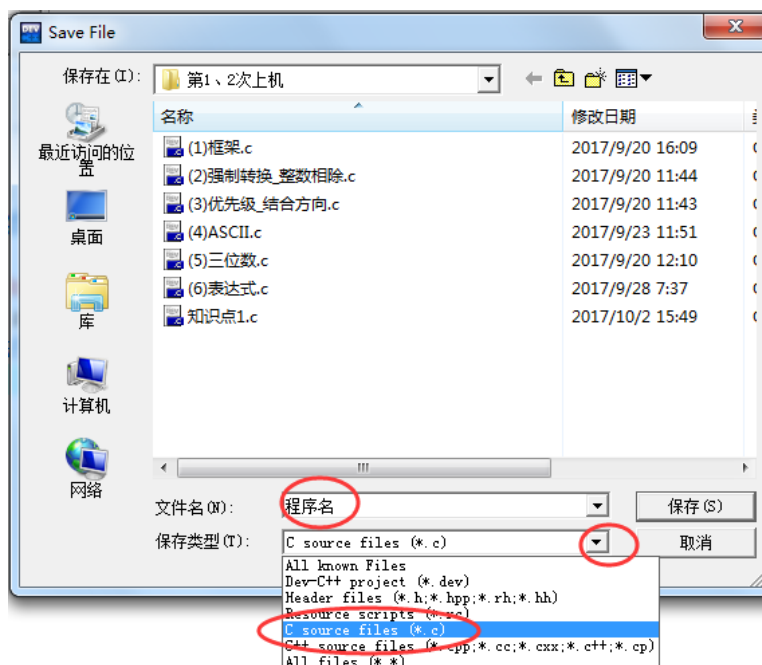 DEV Save File
保存在(I): 第1、2次上机
名称 修改日期
最近访问的位置
桌面
库
计算机
网络
(1)框架.c 2017/9/20 16:09
(2)强制转换_整数相除.c 2017/9/20 11:44
(3)优先级_结合方向.c 2017/9/20 11:43
(4)ASCII.c 2017/9/23 11:51
(5)三位数.c 2017/9/20 12:10
(6)表达式.c 2017/9/28 7:37
知识点1.c 2017/10/2 15:49
文件名(N): 程序名 保存(S)
保存类型(T): C source files (*.c) 取消
All known Files
Dev-C++ project (*.dev)
Header files (*.h;*.hpp;*.rh;*.hh)
Resource scripts (*.rc)
C source files (*.c)
C++ source files (*.cpp;*.cc;*.cxx;*.c++;*.cp)
All files (*.*)